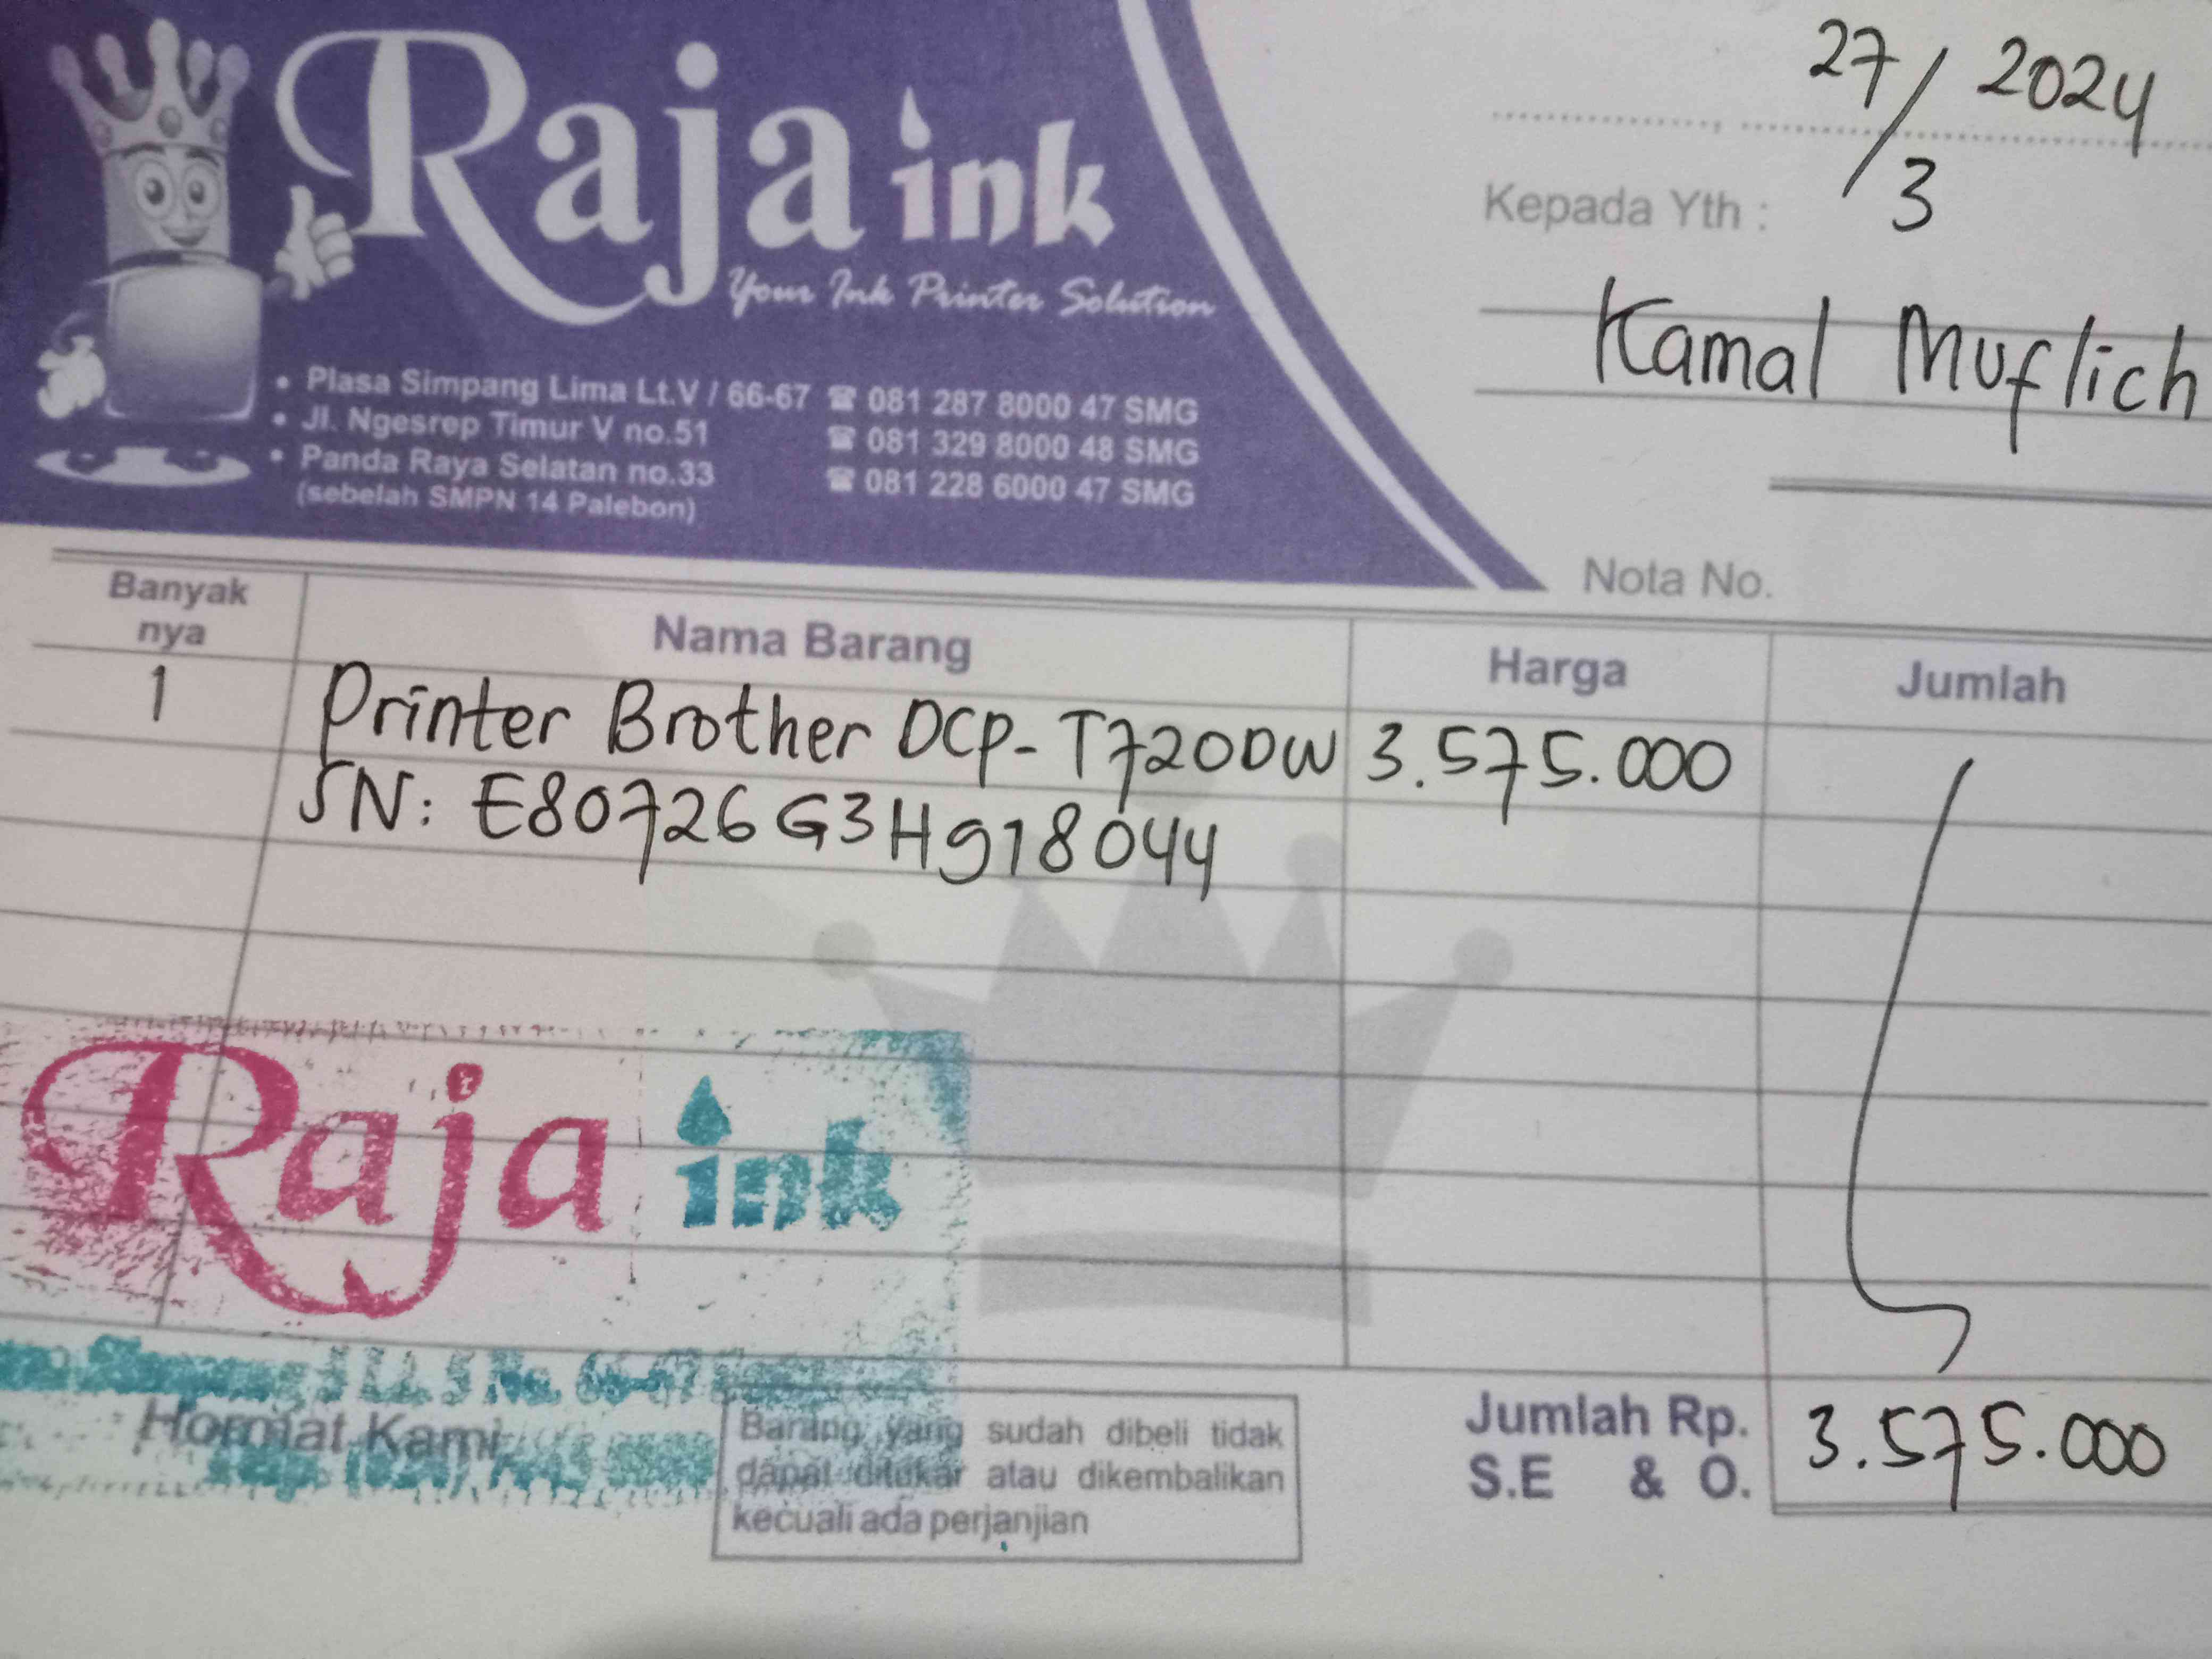 Raja ink
Your Ink Printer Solution
• Plasa Simpang Lima Lt.V / 66-67 ☎ 081 287 8000 47 SMG
• Jl. Ngesrep Timur V no.51 ☎ 081 329 8000 48 SMG
• Panda Raya Selatan no.33 ☎ 081 228 6000 47 SMG
(sebelah SMPN 14 Palebon)
27/3 2024
Kepada Yth :
Kamal Muflich
Nota No.
Banyak nya Nama Barang Harga Jumlah
1 Printer Brother DCP-T720DW 3.575.000
SN: E80726G3H918044
Raja ink
66-67
Hormat Kami
Barang yang sudah dibeli tidak
dapat ditukar atau dikembalikan
kecuali ada perjanjian
Jumlah Rp. 3.575.000
S.E & O.